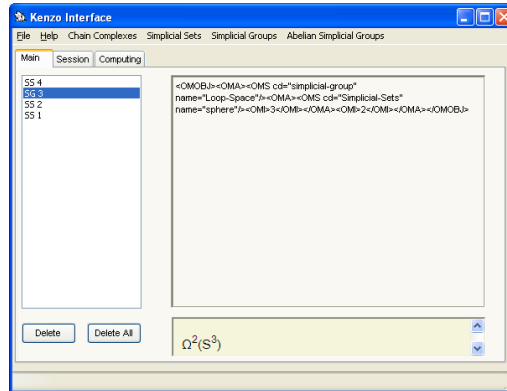 Kenzo Interface
File Help Chain Complexes Simplicial Sets Simplicial Groups Abelian Simplicial Groups
Main Session Computing
SS 4
SG 3
SS 2
SS 1
<OMOBJ><OMA><OMS cd="simplicial-group"
name="Loop-Space"/><OMA><OMS cd="Simplicial-Sets"
name="sphere"/><OMI>3</OMI></OMA><OMI>2</OMI></OMA></OMOBJ>
Delete Delete All
Ω²(S³)